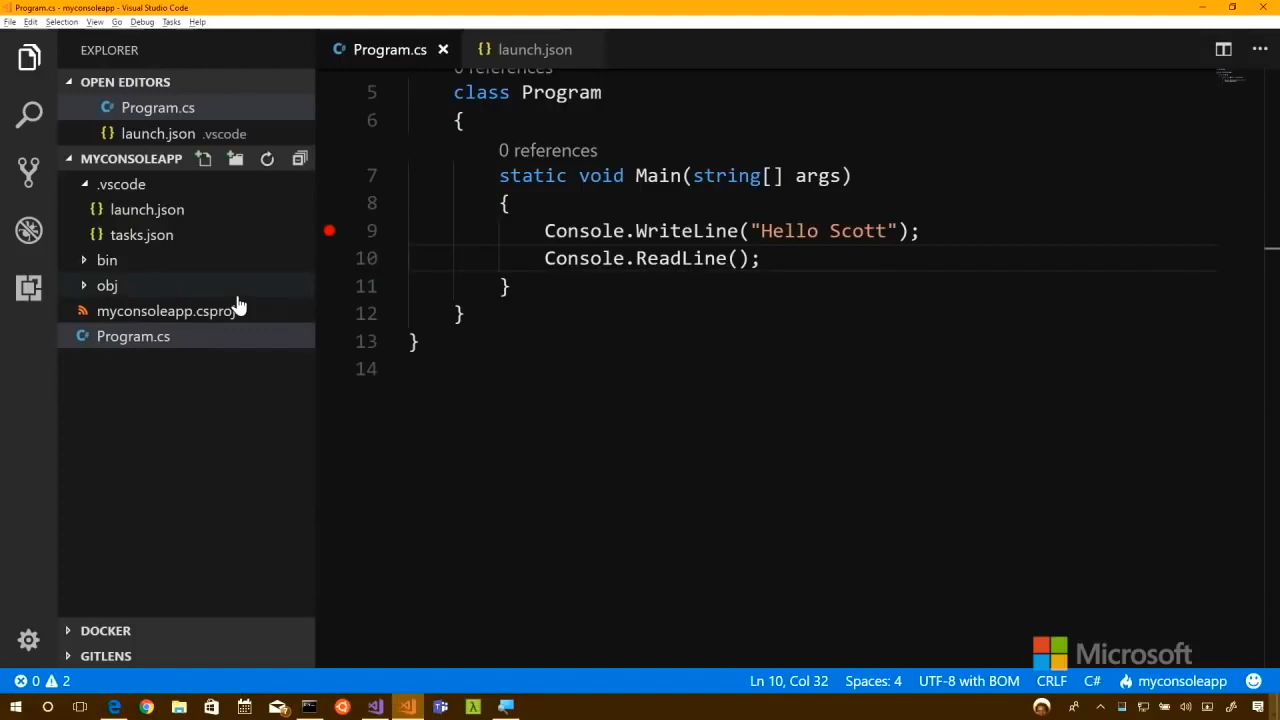 Program.cs - myconsoleapp - Visual Studio Code
File Edit Selection View Go Debug Tasks Help
EXPLORER
OPEN EDITORS
Program.cs
launch.json .vscode
MYCONSOLEAPP
.vscode
launch.json
tasks.json
bin
obj
myconsoleapp.csproj
Program.cs
DOCKER
GITLENS
Program.cs launch.json
0 references
5 class Program
6 {
0 references
7 static void Main(string[] args)
8 {
9 Console.WriteLine("Hello Scott");
10 Console.ReadLine();
11 }
12 }
13 }
14
Microsoft
0 2 Ln 10, Col 32 Spaces: 4 UTF-8 with BOM CRLF C# myconsoleapp